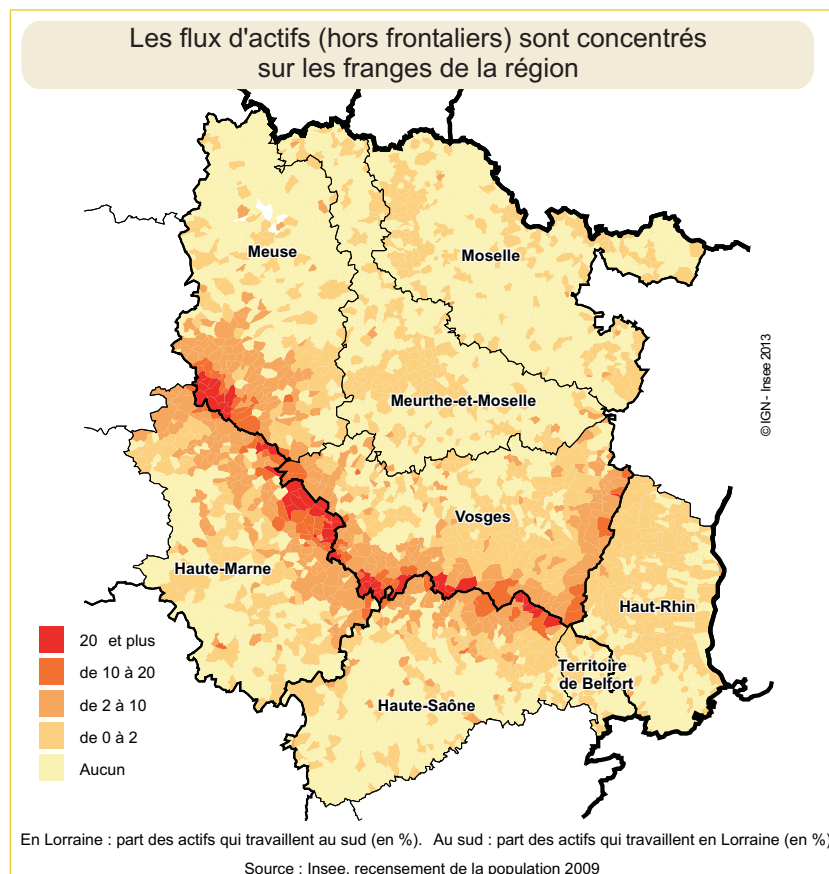 Les flux d'actifs (hors frontaliers) sont concentrés
sur les franges de la région
Meuse
Moselle
© IGN - Insee 2013
Meurthe-et-Moselle
Vosges
Haute-Marne
Haut-Rhin
Territoire
de Belfort
Haute-Saône
20 et plus
de 10 à 20
de 2 à 10
de 0 à 2
Aucun
En Lorraine : part des actifs qui travaillent au sud (en %). Au sud : part des actifs qui travaillent en Lorraine (en %)
Source : Insee, recensement de la population 2009